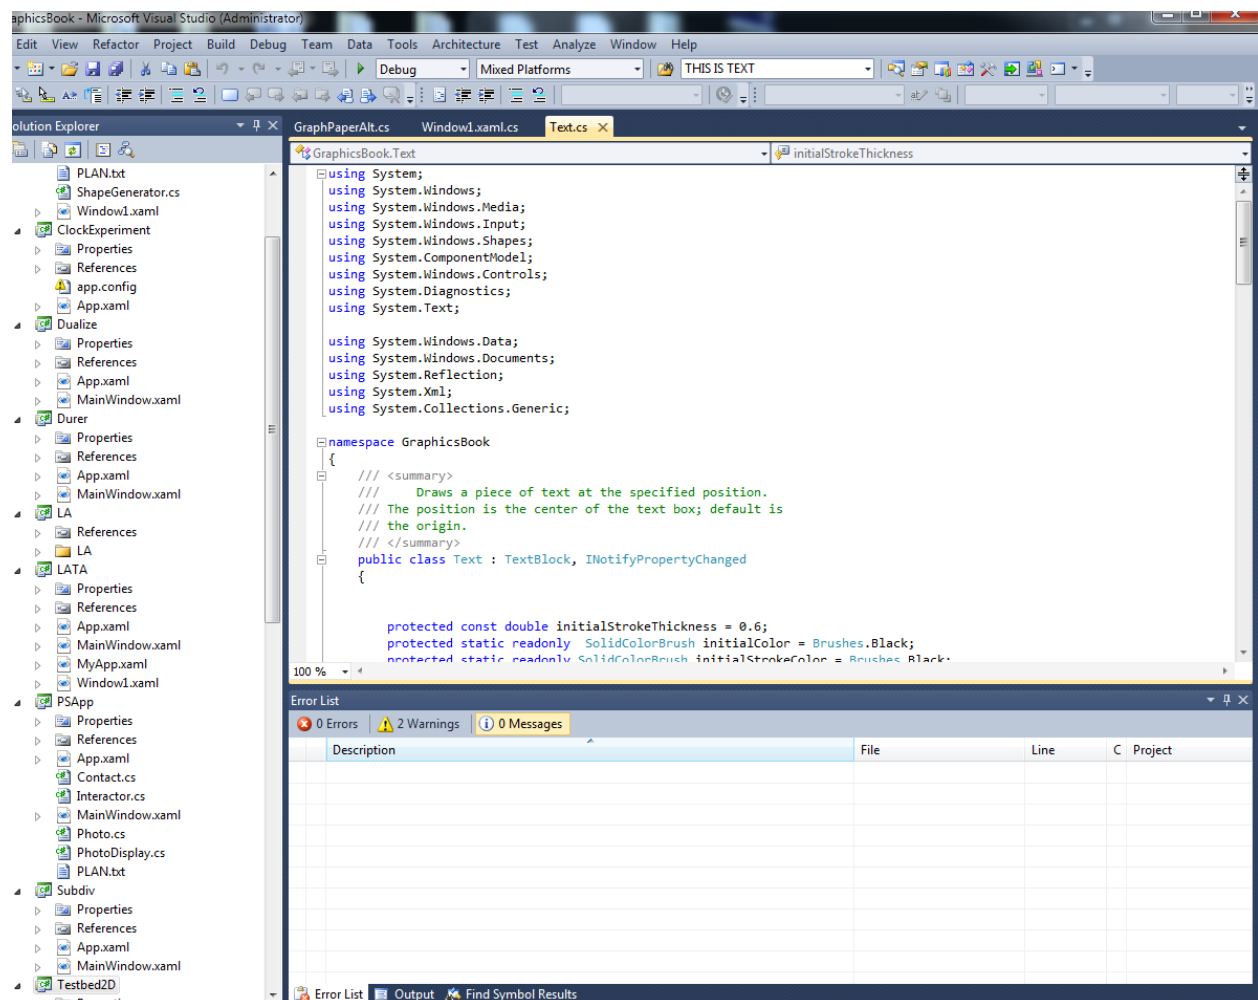 aphicsBook - Microsoft Visual Studio (Administrator)
Edit View Refactor Project Build Debug Team Data Tools Architecture Test Analyze Window Help
Debug Mixed Platforms THIS IS TEXT
olution Explorer
PLAN.txt
ShapeGenerator.cs
Window1.xaml
ClockExperiment
Properties
References
app.config
App.xaml
Dualize
Properties
References
App.xaml
MainWindow.xaml
Durer
Properties
References
App.xaml
MainWindow.xaml
LA
References
LA
LATA
Properties
References
App.xaml
MainWindow.xaml
MyApp.xaml
Window1.xaml
PSApp
Properties
References
App.xaml
Contact.cs
Interactor.cs
MainWindow.xaml
Photo.cs
PhotoDisplay.cs
PLAN.txt
Subdiv
Properties
References
App.xaml
MainWindow.xaml
Testbed2D
GraphPaperAlt.cs Window1.xaml.cs Text.cs
GraphicsBook.Text initialStrokeThickness
using System;
using System.Windows;
using System.Windows.Media;
using System.Windows.Input;
using System.Windows.Shapes;
using System.ComponentModel;
using System.Windows.Controls;
using System.Diagnostics;
using System.Text;
using System.Windows.Data;
using System.Windows.Documents;
using System.Reflection;
using System.Xml;
using System.Collections.Generic;
namespace GraphicsBook
{
/// <summary>
/// Draws a piece of text at the specified position.
/// The position is the center of the text box; default is
/// the origin.
/// </summary>
public class Text : TextBlock, INotifyPropertyChanged
{
protected const double initialStrokeThickness = 0.6;
protected static readonly SolidColorBrush initialColor = Brushes.Black;
protected static readonly SolidColorBrush initialStrokeColor = Brushes.Black;
100 %
Error List
0 Errors 2 Warnings 0 Messages
Description File Line C Project
Error List Output Find Symbol Results